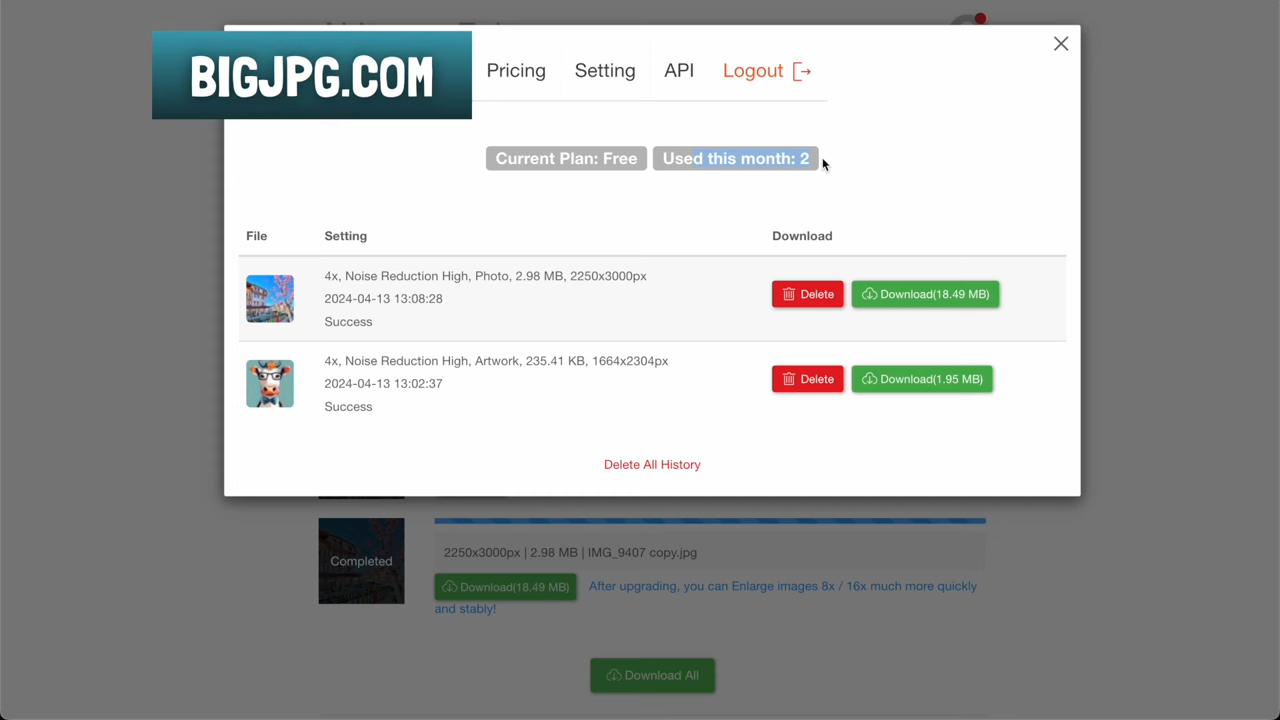 BIGJPG.COM
Pricing
Setting
API
Logout
Current Plan: Free
Used this month: 2
File
Setting
Download
4x, Noise Reduction High, Photo, 2.98 MB, 2250x3000px
2024-04-13 13:08:28
Success
Delete
Download(18.49 MB)
4x, Noise Reduction High, Artwork, 235.41 KB, 1664x2304px
2024-04-13 13:02:37
Success
Delete
Download(1.95 MB)
Delete All History
Completed
2250x3000px | 2.98 MB | IMG_9407 copy.jpg
Download(18.49 MB)
After upgrading, you can Enlarge images 8x / 16x much more quickly
and stably!
Download All